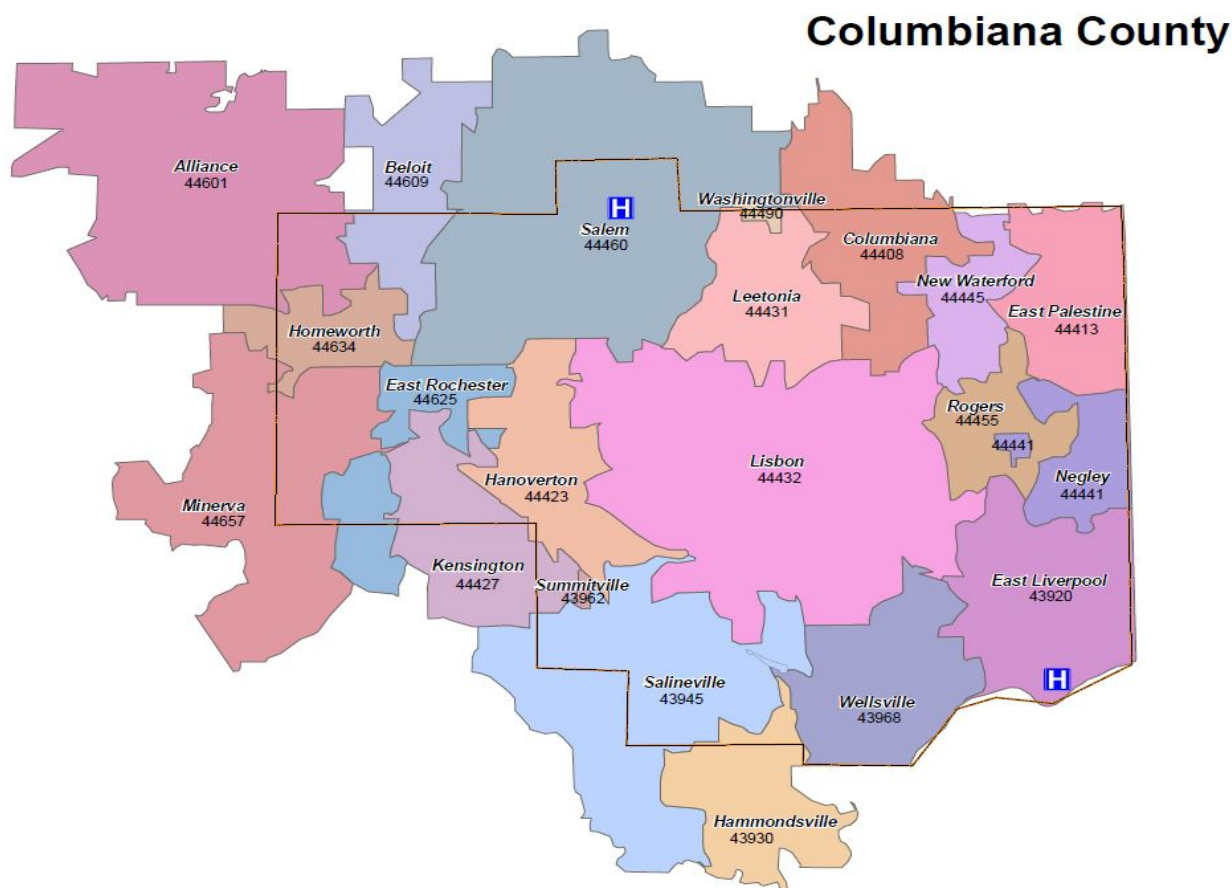 Columbiana County
Alliance
44601
Beloit
44609
H
Salem
44460
Washingtonville
44490
Columbiana
44408
Leetonia
44431
New Waterford
44445
East Palestine
44413
Homeworth
44634
East Rochester
44625
Rogers
44455
44441
Negley
44441
Lisbon
44432
Hanoverton
44423
Minerva
44657
Kensington
44427
Summitville
43962
East Liverpool
43920
H
Salineville
43945
Wellsville
43968
Hammondsville
43930